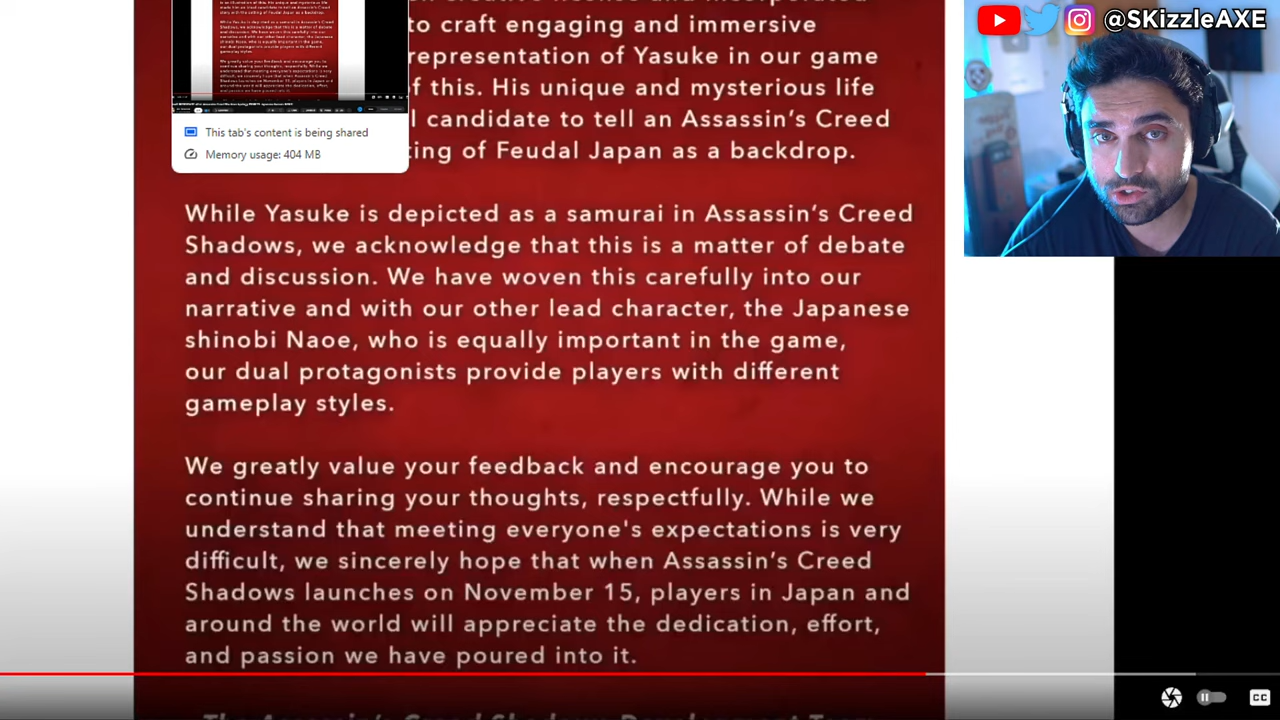 @SKizzleAXE
to craft engaging and immersive
representation of Yasuke in our game
of this. His unique and mysterious life
l candidate to tell an Assassin's Creed
ting of Feudal Japan as a backdrop.
This tab's content is being shared
Memory usage: 404 MB
While Yasuke is depicted as a samurai in Assassin's Creed
Shadows, we acknowledge that this is a matter of debate
and discussion. We have woven this carefully into our
narrative and with our other lead character, the Japanese
shinobi Naoe, who is equally important in the game,
our dual protagonists provide players with different
gameplay styles.
We greatly value your feedback and encourage you to
continue sharing your thoughts, respectfully. While we
understand that meeting everyone's expectations is very
difficult, we sincerely hope that when Assassin's Creed
Shadows launches on November 15, players in Japan and
around the world will appreciate the dedication, effort,
and passion we have poured into it.
CC